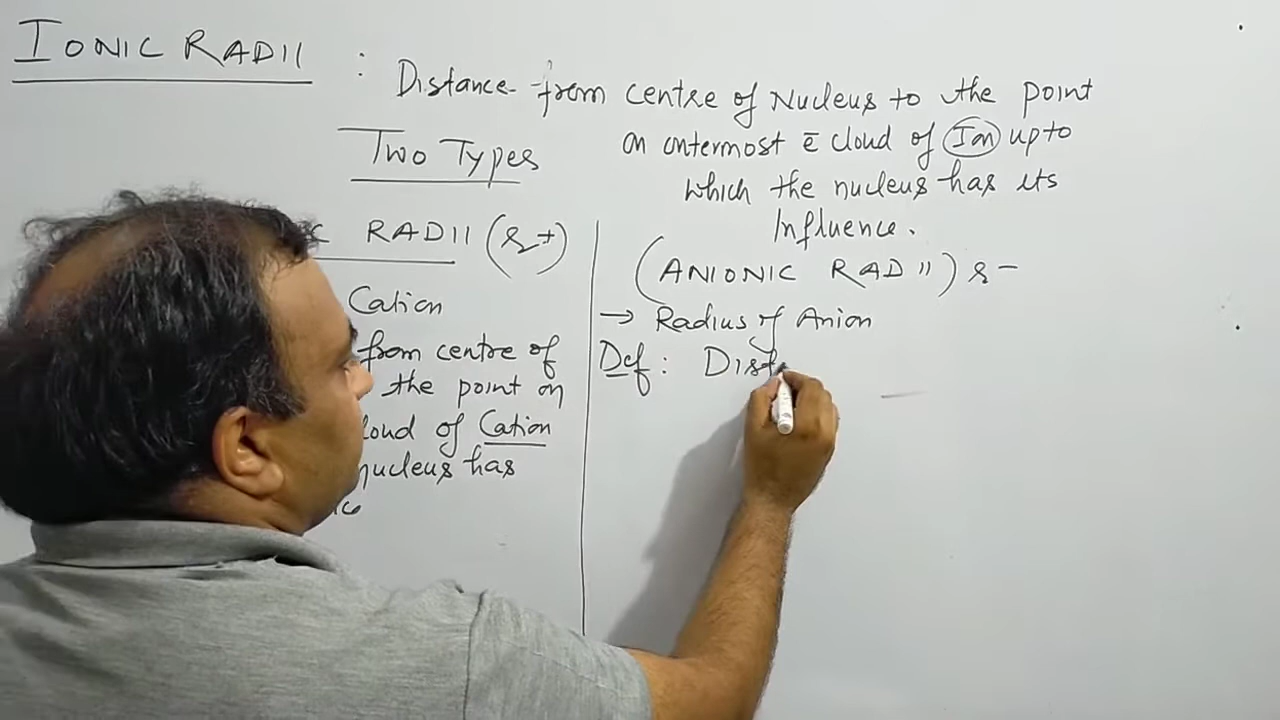 IONIC RADII : Distance from centre of Nucleus to the point
on outermost ē cloud of Ion upto
which the nucleus has its
Influence.
Two Types
RADII (r+)
Cation
from centre of
the point on
cloud of Cation
nucleus has
(ANIONIC RADII) r-
→ Radius of Anion
Def : Dist